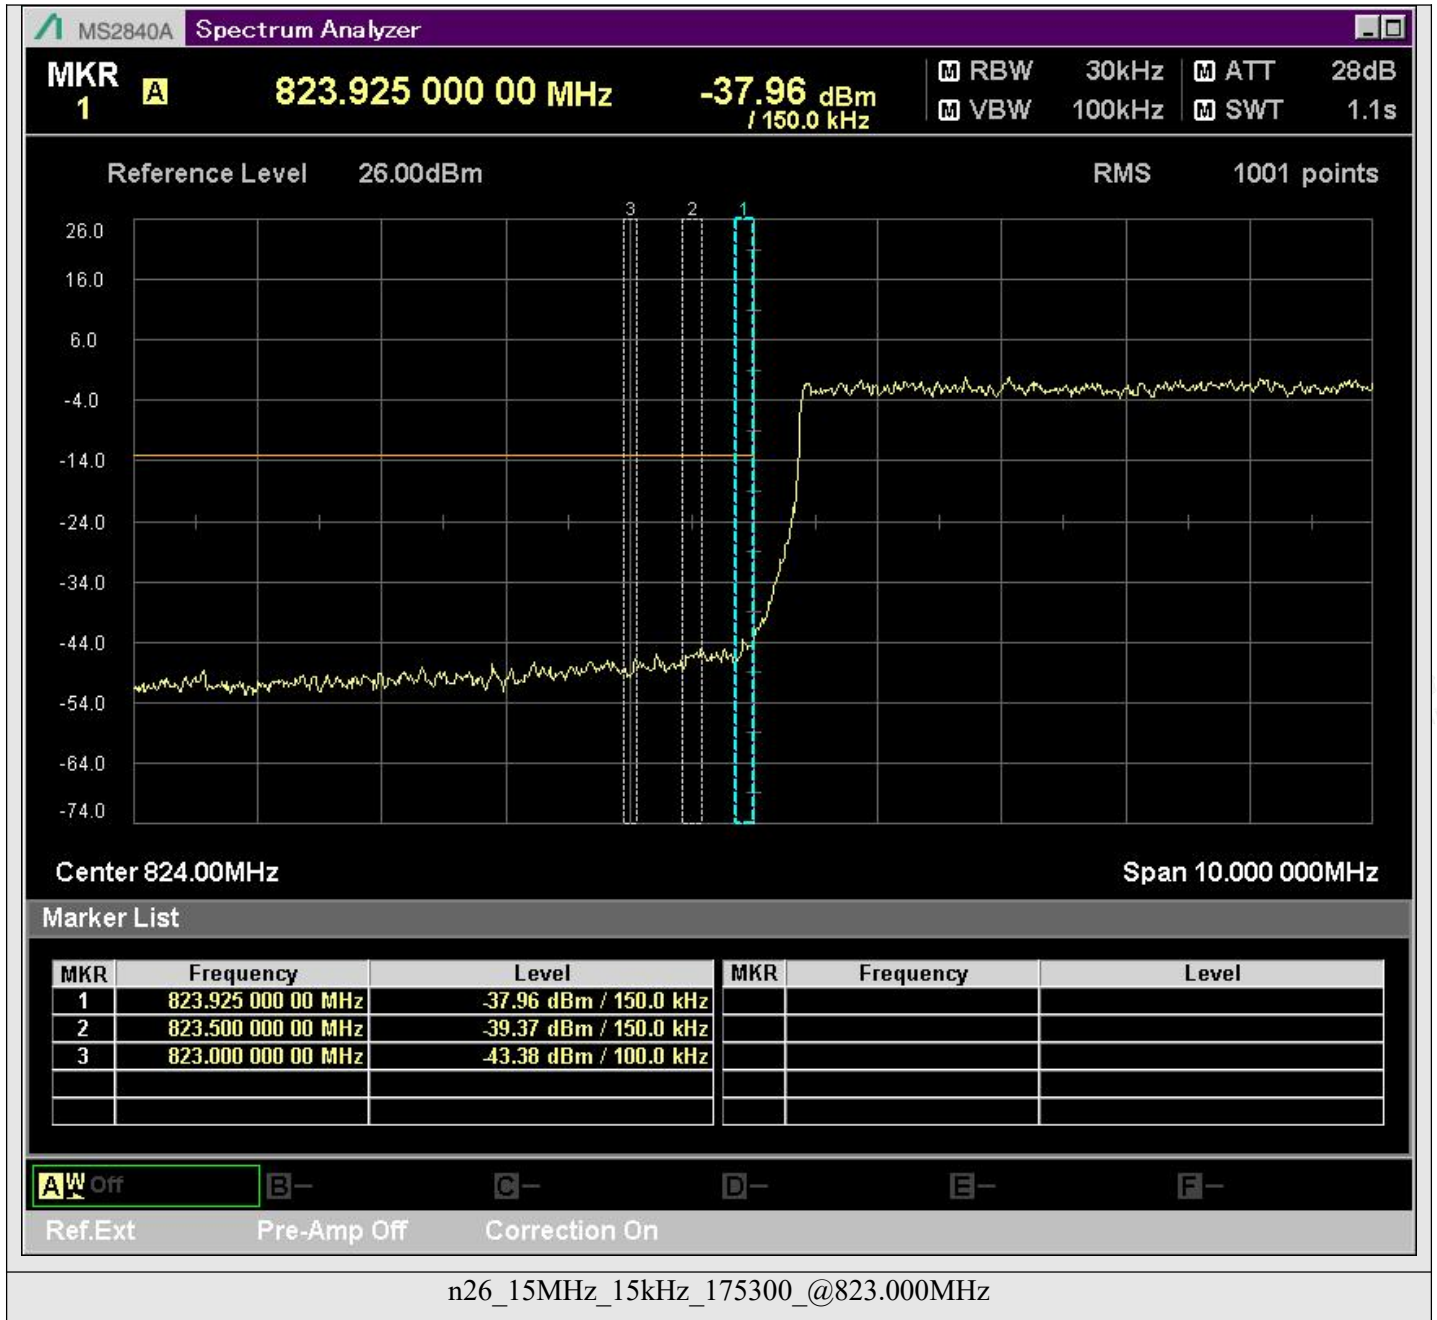 MS2840A Spectrum Analyzer
MKR 1 A 823.925 000 00 MHz -37.96 dBm / 150.0 kHz
M RBW 30kHz M ATT 28dB
M VBW 100kHz M SWT 1.1s
Reference Level 26.00dBm RMS 1001 points
3 2 1
26.0
16.0
6.0
-4.0
-14.0
-24.0
-34.0
-44.0
-54.0
-64.0
-74.0
Center 824.00MHz Span 10.000 000MHz
Marker List
MKR Frequency Level MKR Frequency Level
1 823.925 000 00 MHz -37.96 dBm / 150.0 kHz
2 823.500 000 00 MHz -39.37 dBm / 150.0 kHz
3 823.000 000 00 MHz -43.38 dBm / 100.0 kHz
A W Off B- C- D- E- F-
Ref.Ext Pre-Amp Off Correction On
n26_15MHz_15kHz_175300_@823.000MHz